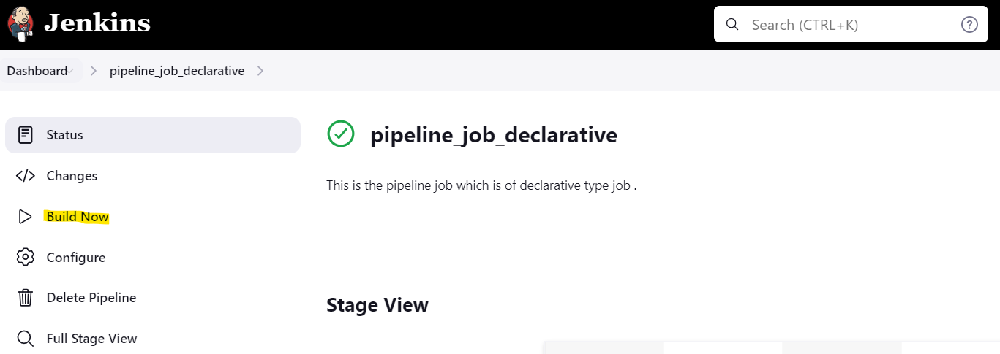 Jenkins
Search (CTRL+K)
?
Dashboard
pipeline_job_declarative
Status
Changes
Build Now
Configure
Delete Pipeline
Full Stage View
pipeline_job_declarative
This is the pipeline job which is of declarative type job .
Stage View